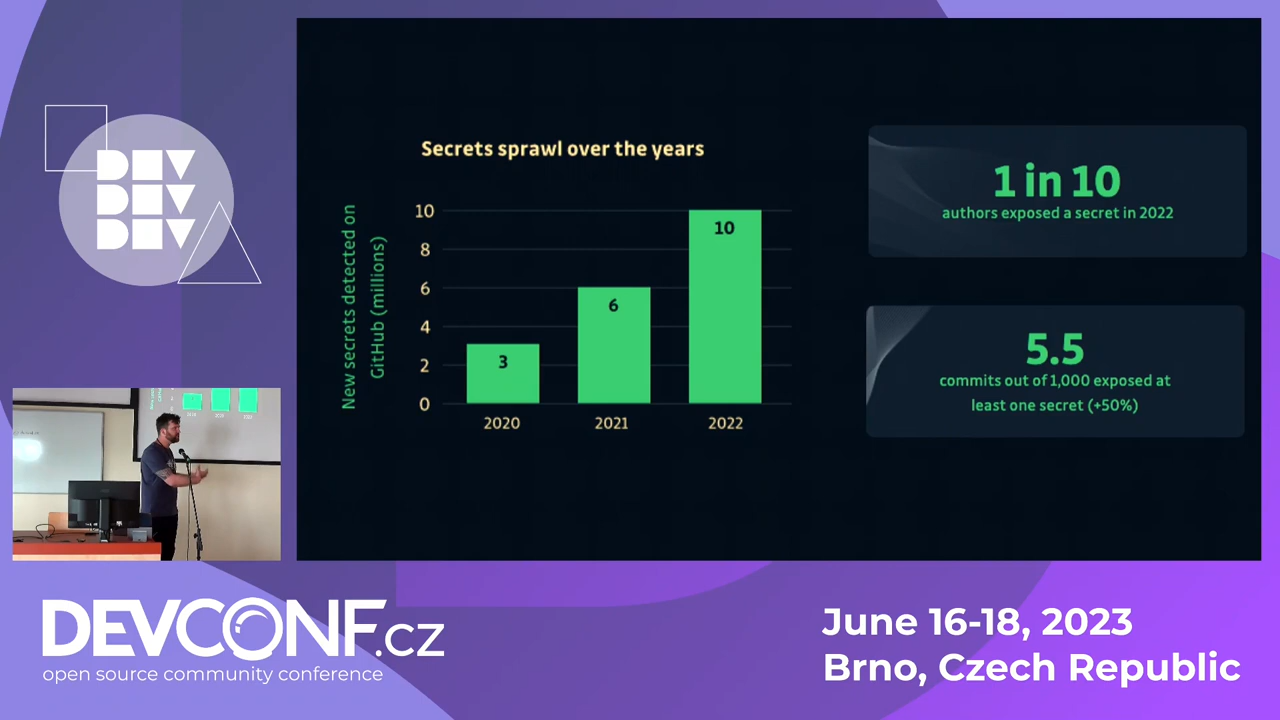 DEV
DEV
DEV
Secrets sprawl over the years
New secrets detected on
GitHub (millions)
10
8
6
4
2
0
3
6
10
2020
2021
2022
1 in 10
authors exposed a secret in 2022
5.5
commits out of 1,000 exposed at
least one secret (+50%)
DEVCONF.cz
open source community conference
June 16-18, 2023
Brno, Czech Republic